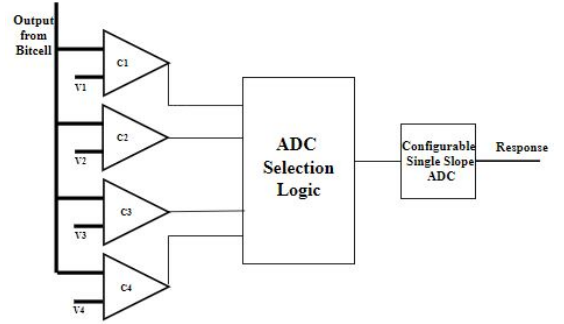 Output
from
Bitcell
C1
V1
C2
V2
C3
V3
C4
V4
ADC
Selection
Logic
Configurable
Single Slope
ADC
Response